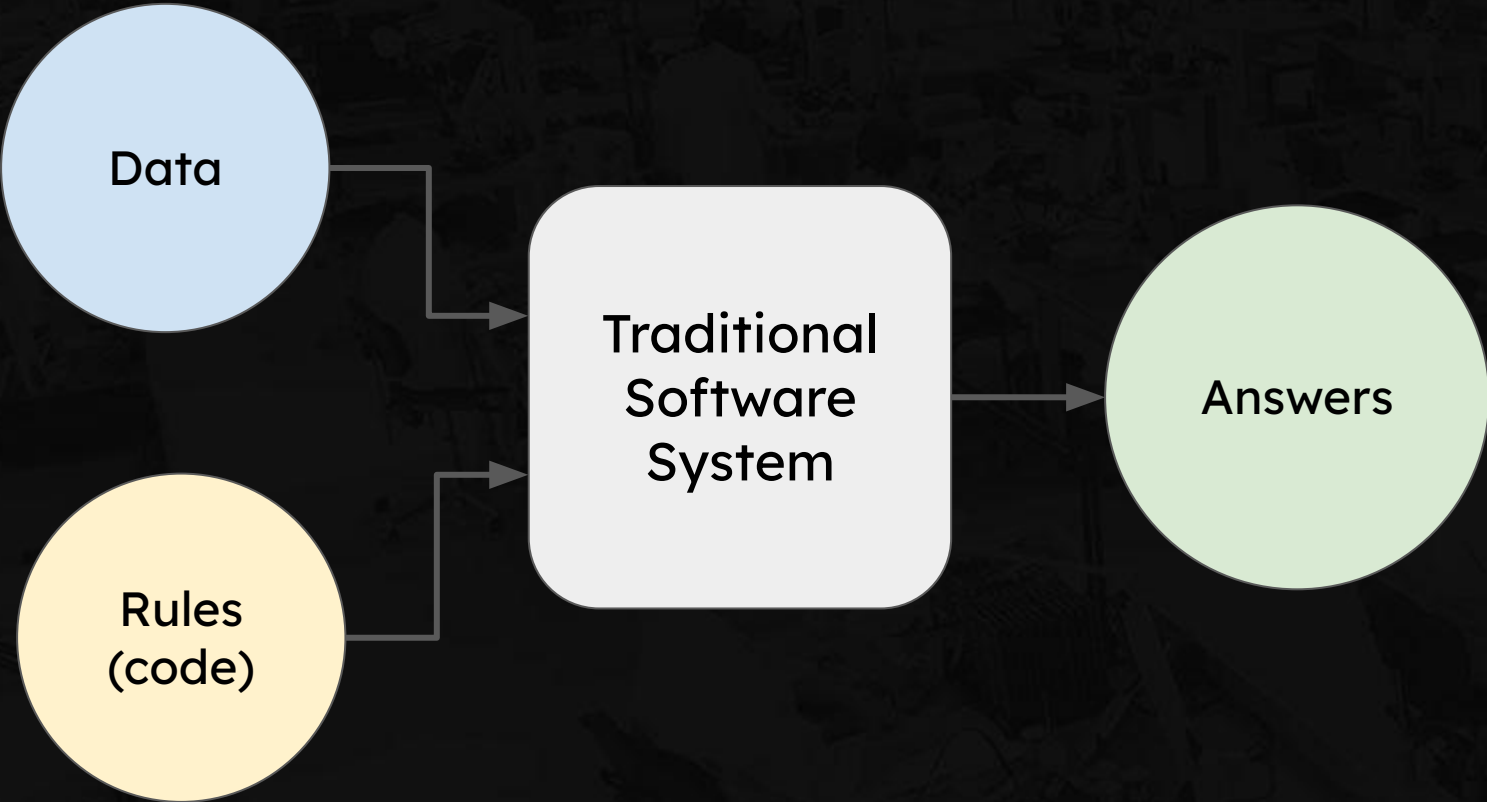 Data
Traditional
Software
System
Answers
Rules
(code)